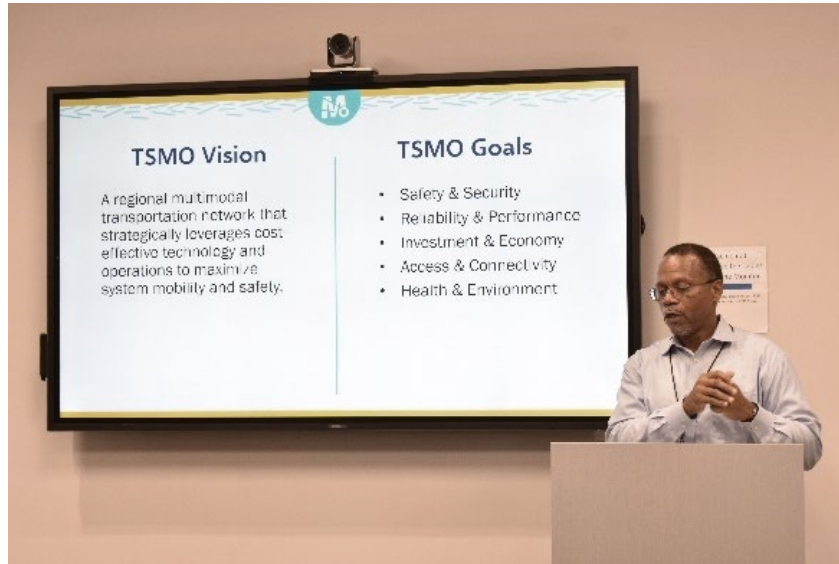 Mo
TSMO Vision
A regional multimodal
transportation network that
strategically leverages cost
effective technology and
operations to maximize
system mobility and safety.
TSMO Goals
• Safety & Security
• Reliability & Performance
• Investment & Economy
• Access & Connectivity
• Health & Environment